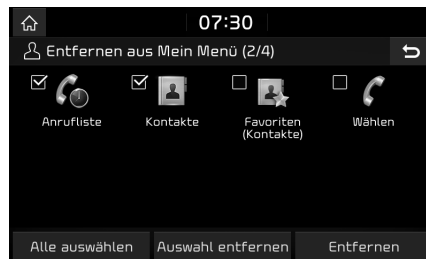 07:30
Entfernen aus Mein Menü (2/4)
Anrufliste Kontakte Favoriten Wählen
(Kontakte)
Alle auswählen Auswahl entfernen Entfernen